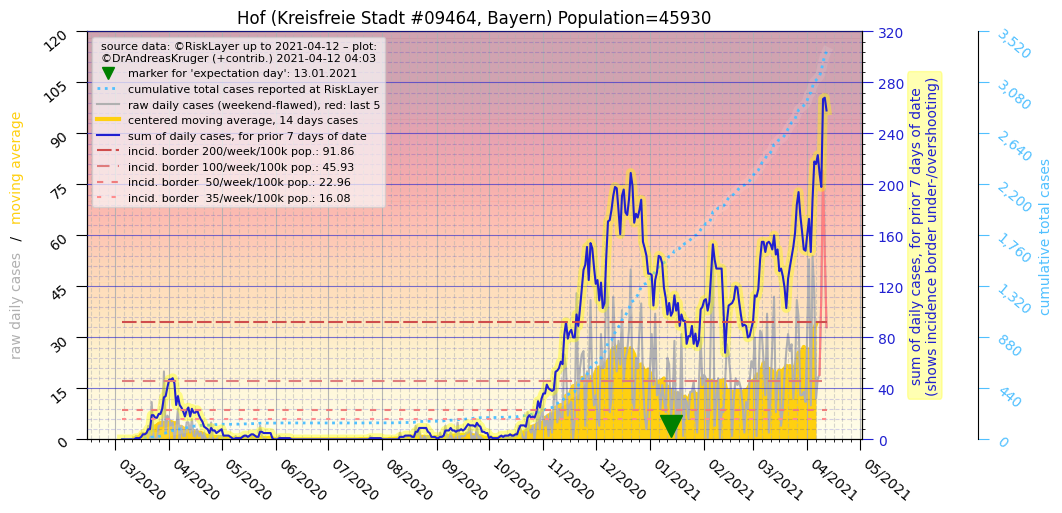 Hof (Kreisfreie Stadt #09464, Bayern) Population=45930
source data: ©RiskLayer up to 2021-04-12 – plot:
©DrAndreasKruger (+contrib.) 2021-04-12 04:03
marker for 'expectation day': 13.01.2021
cumulative total cases reported at RiskLayer
raw daily cases (weekend-flawed), red: last 5
centered moving average, 14 days cases
sum of daily cases, for prior 7 days of date
incid. border 200/week/100k pop.: 91.86
incid. border 100/week/100k pop.: 45.93
incid. border  50/week/100k pop.: 22.96
incid. border  35/week/100k pop.: 16.08
raw daily cases / moving average
120
105
90
75
60
45
30
15
0
03/2020
04/2020
05/2020
06/2020
07/2020
08/2020
09/2020
10/2020
11/2020
12/2020
01/2021
02/2021
03/2021
04/2021
05/2021
320
280
240
200
160
120
80
40
0
sum of daily cases, for prior 7 days of date
(shows incidence border under-/overshooting)
3,520
3,080
2,640
2,200
1,760
1,320
880
440
0
cumulative total cases